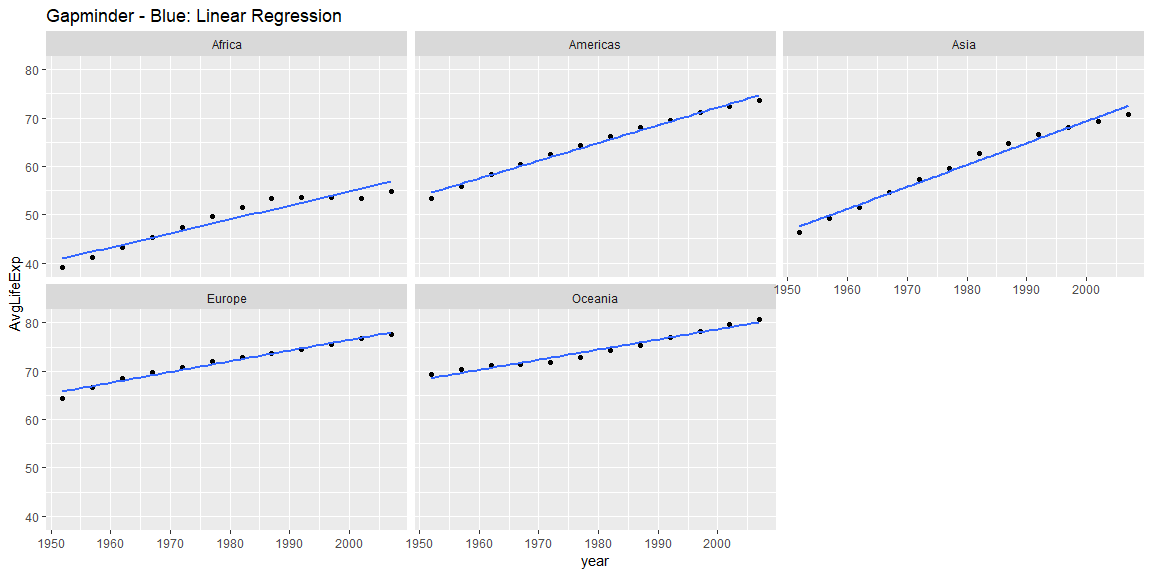 Gapminder - Blue: Linear Regression
Africa Americas Asia
80
70
60
50
40
1950 1960 1970 1980 1990 2000
Europe Oceania
AvgLifeExp
80
70
60
50
40
1950 1960 1970 1980 1990 2000 1950 1960 1970 1980 1990 2000
year